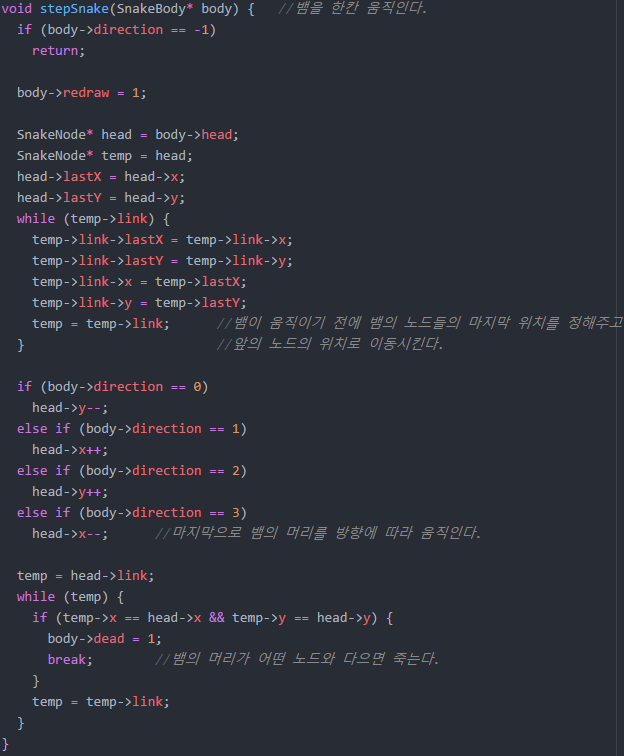 void stepSnake(SnakeBody* body) {   //뱀을 한칸 움직인다.
  if (body->direction == -1)
    return;

  body->redraw = 1;

  SnakeNode* head = body->head;
  SnakeNode* temp = head;
  head->lastX = head->x;
  head->lastY = head->y;
  while (temp->link) {
    temp->link->lastX = temp->link->x;
    temp->link->lastY = temp->link->y;
    temp->link->x = temp->lastX;
    temp->link->y = temp->lastY;
    temp = temp->link;      //뱀이 움직이기 전에 뱀의 노드들의 마지막 위치를 정해주고
  }                         //앞의 노드의 위치로 이동시킨다.

  if (body->direction == 0)
    head->y--;
  else if (body->direction == 1)
    head->x++;
  else if (body->direction == 2)
    head->y++;
  else if (body->direction == 3)
    head->x--;      //마지막으로 뱀의 머리를 방향에 따라 움직인다.

  temp = head->link;
  while (temp) {
    if (temp->x == head->x && temp->y == head->y) {
      body->dead = 1;
      break;        //뱀의 머리가 어떤 노드와 다으면 죽는다.
    }
    temp = temp->link;
  }
}